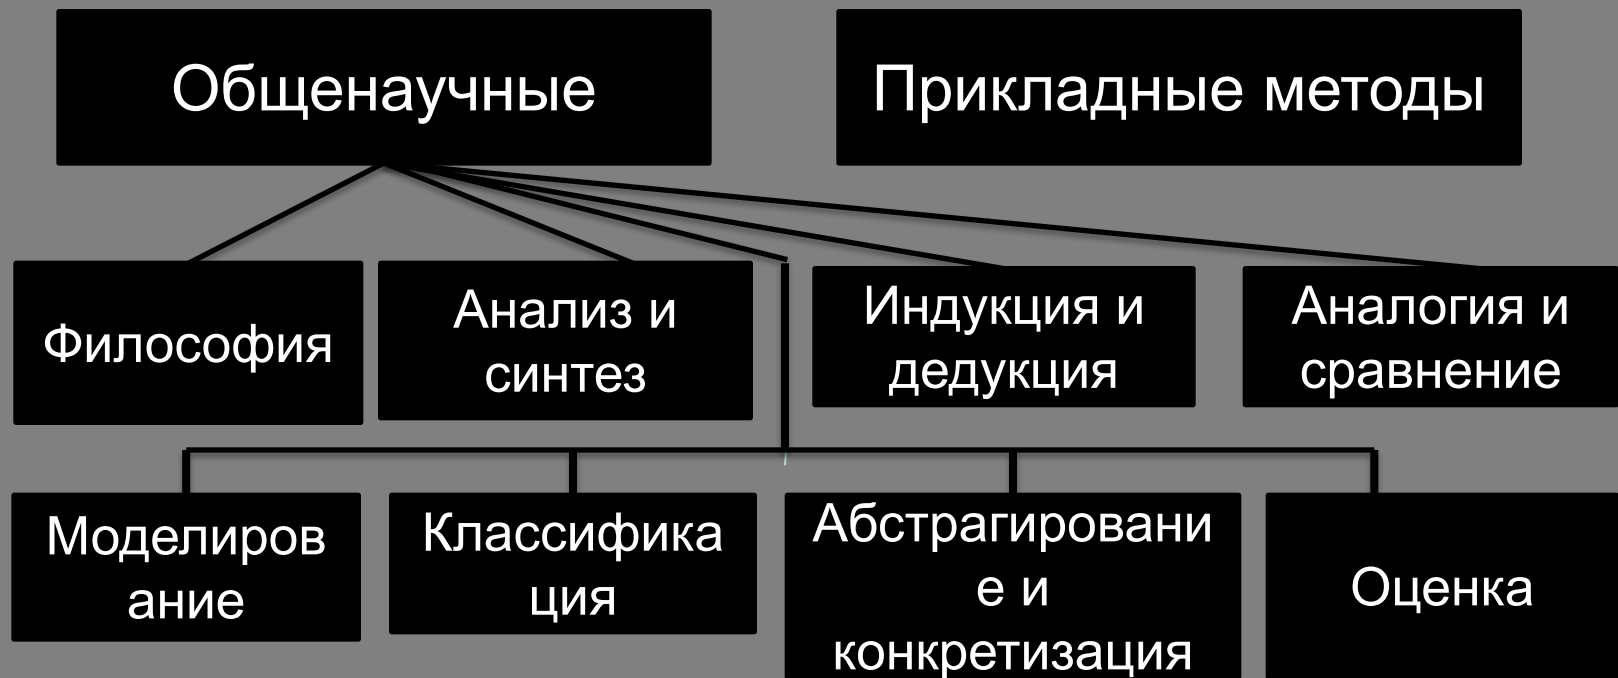 Общенаучные
Прикладные методы
Философия
Анализ и
синтез
Индукция и
дедукция
Аналогия и
сравнение
Моделиров
ание
Классифика
ция
Абстрагировани
е и
конкретизация
Оценка